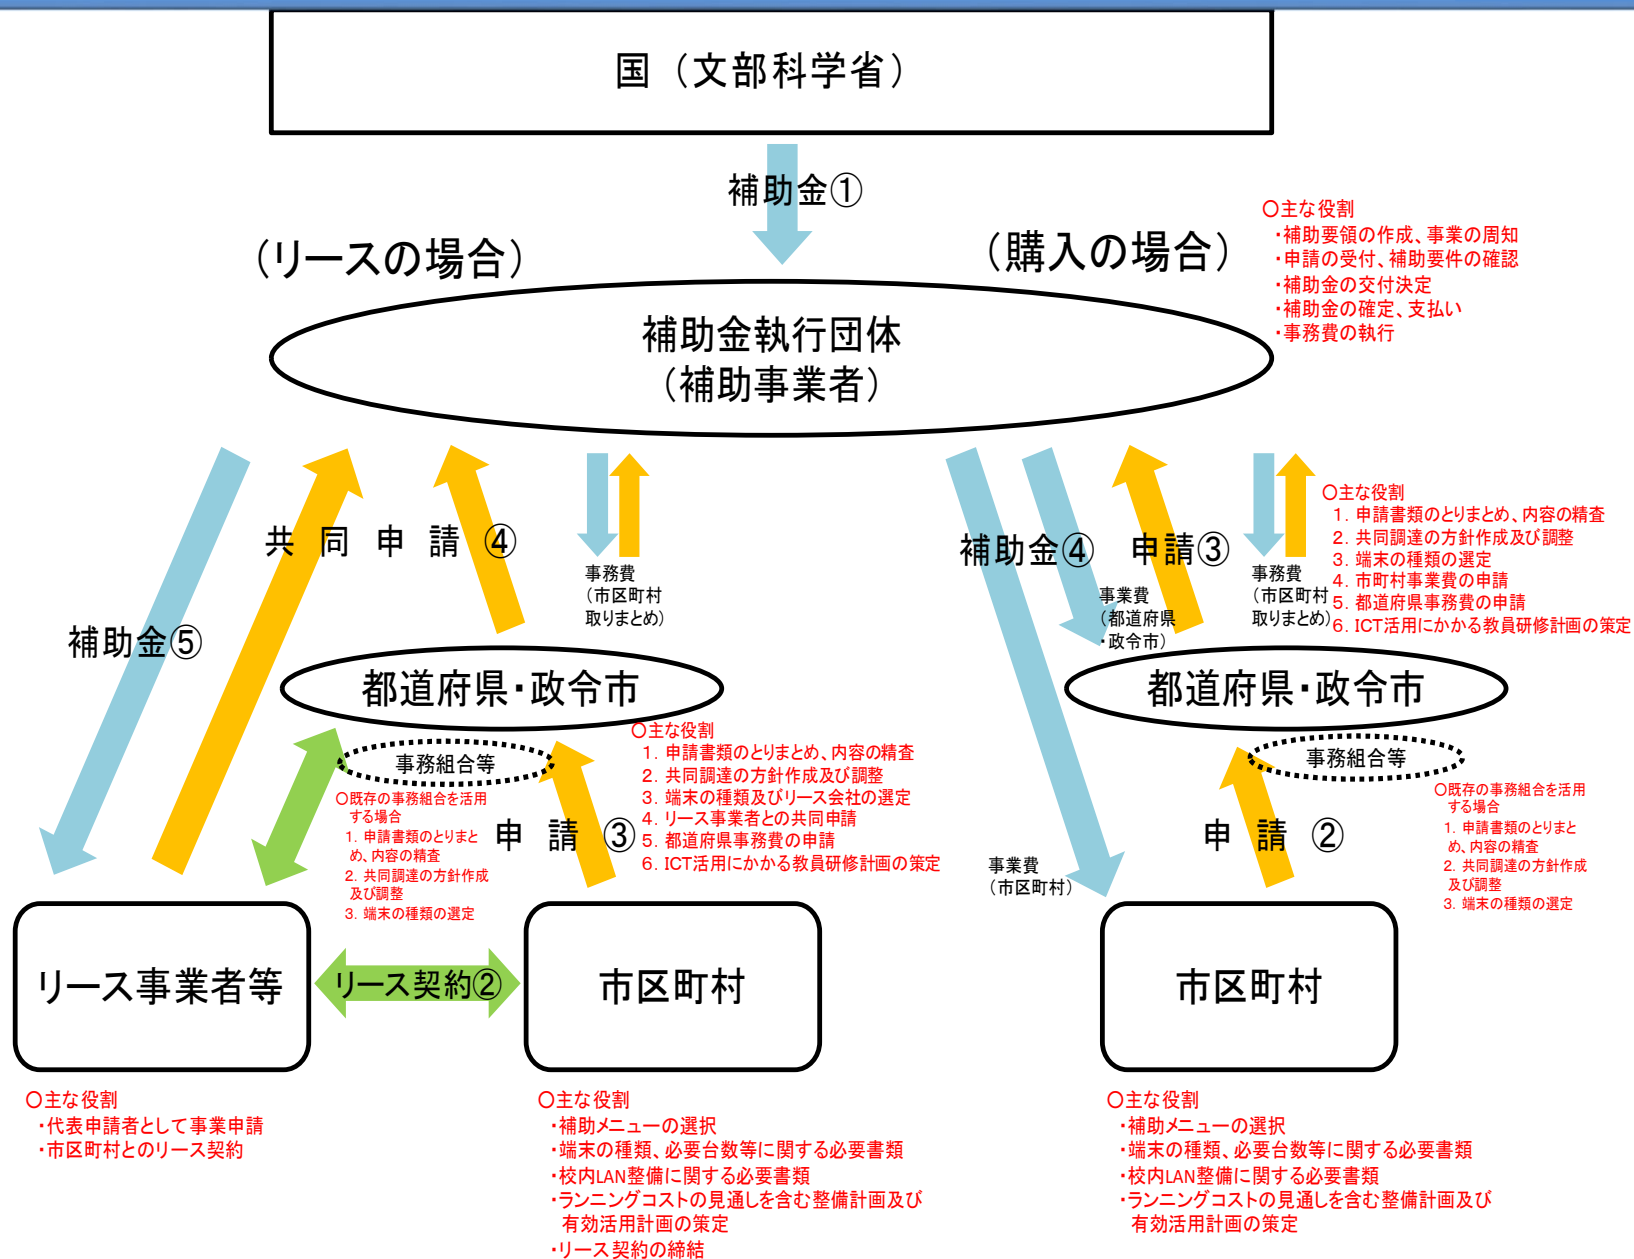 国（文部科学省）
補助金①
（リースの場合）
（購入の場合）
○主な役割
・補助要領の作成、事業の周知
・申請の受付、補助要件の確認
・補助金の交付決定
・補助金の確定、支払い
・事務費の執行
補助金執行団体
（補助事業者）
共同申請④
補助金⑤
事務費
（市区町村
取りまとめ）
補助金④
申請③
事業費
（都道府県
・政令市）
事務費
（市区町村
取りまとめ）
○主な役割
1. 申請書類のとりまとめ、内容の精査
2. 共同調達の方針作成及び調整
3. 端末の種類の選定
4. 市町村事業費の申請
5. 都道府県事務費の申請
6. ICT活用にかかる教員研修計画の策定
都道府県・政令市
都道府県・政令市
事務組合等
○既存の事務組合を活用
する場合
1. 申請書類のとりまと
め、内容の精査
2. 共同調達の方針作成
及び調整
3. 端末の種類の選定
申請③
○主な役割
1. 申請書類のとりまとめ、内容の精査
2. 共同調達の方針作成及び調整
3. 端末の種類及びリース会社の選定
4. リース事業者との共同申請
5. 都道府県事務費の申請
6. ICT活用にかかる教員研修計画の策定
事務組合等
○既存の事務組合を活用
する場合
1. 申請書類のとりまと
め、内容の精査
2. 共同調達の方針作成
及び調整
3. 端末の種類の選定
申請②
事業費
（市区町村）
リース事業者等
リース契約②
市区町村
市区町村
○主な役割
・代表申請者として事業申請
・市区町村とのリース契約
○主な役割
・補助メニューの選択
・端末の種類、必要台数等に関する必要書類
・校内LAN整備に関する必要書類
・ランニングコストの見通しを含む整備計画及び
有効活用計画の策定
・リース契約の締結
○主な役割
・補助メニューの選択
・端末の種類、必要台数等に関する必要書類
・校内LAN整備に関する必要書類
・ランニングコストの見通しを含む整備計画及び
有効活用計画の策定